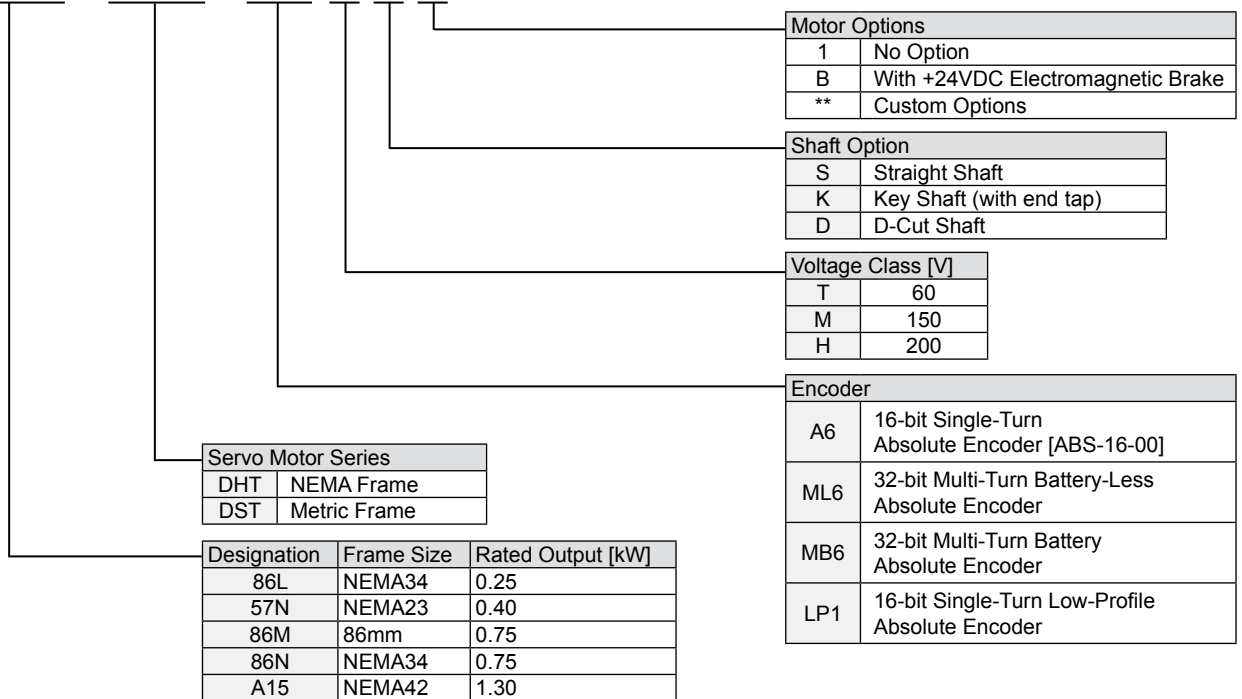 Motor Options
1 No Option
B With +24VDC Electromagnetic Brake
** Custom Options
Shaft Option
S Straight Shaft
K Key Shaft (with end tap)
D D-Cut Shaft
Voltage Class [V]
T 60
M 150
H 200
Encoder
A6 16-bit Single-Turn
Absolute Encoder [ABS-16-00]
ML6 32-bit Multi-Turn Battery-Less
Absolute Encoder
MB6 32-bit Multi-Turn Battery
Absolute Encoder
LP1 16-bit Single-Turn Low-Profile
Absolute Encoder
Servo Motor Series
DHT NEMA Frame
DST Metric Frame
Designation Frame Size Rated Output [kW]
86L NEMA34 0.25
57N NEMA23 0.40
86M 86mm 0.75
86N NEMA34 0.75
A15 NEMA42 1.30